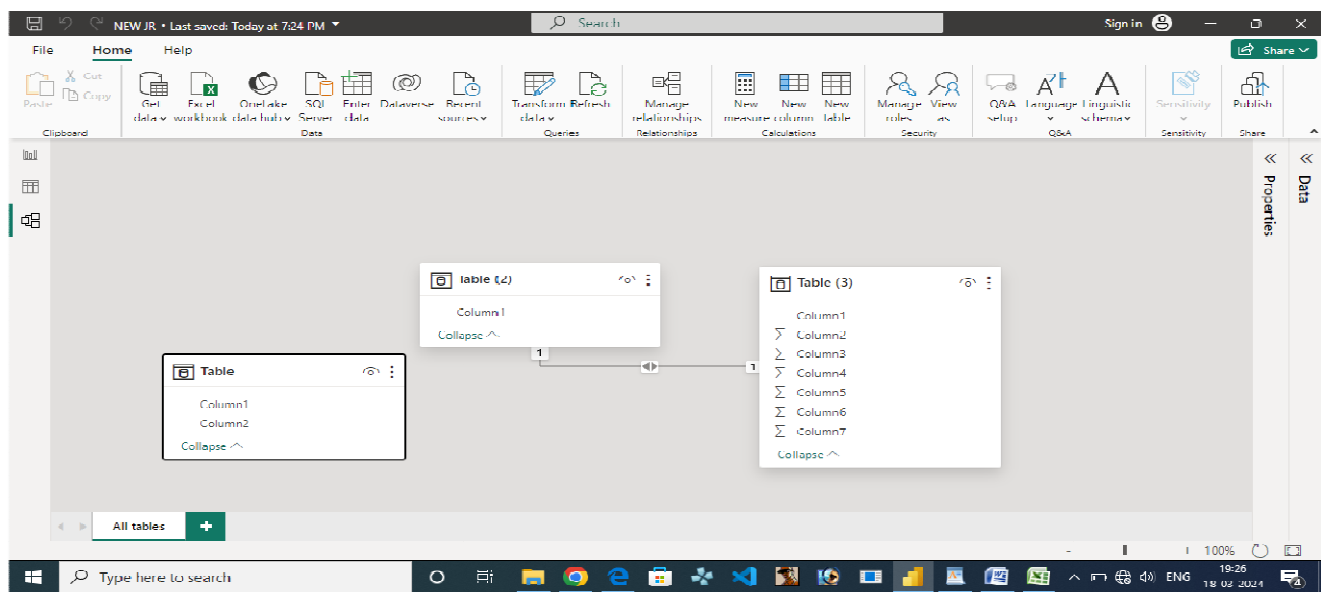 NEW JR • Last saved: Today at 7:24 PM
Search
Sign in
File Home Help
Share
Paste
Cut
Copy
Get data
Excel workbook
OneLake data hub
SQL Server
Enter data
Dataverse
Recent sources
Transform data
Refresh
Manage relationships
New measure
New column
New table
Manage roles
View as
Q&A setup
Language
Linguistic schema
Sensitivity
Publish
Clipboard Data Queries Relationships Calculations Security Q&A Sensitivity Share
Properties
Data
Table (2)
Column1
Collapse
1
1
Table (3)
Column1
Column2
Column3
Column4
Column5
Column6
Column7
Collapse
Table
Column1
Column2
Collapse
All tables
100%
Type here to search
ENG
19:26
18-03-2024
4